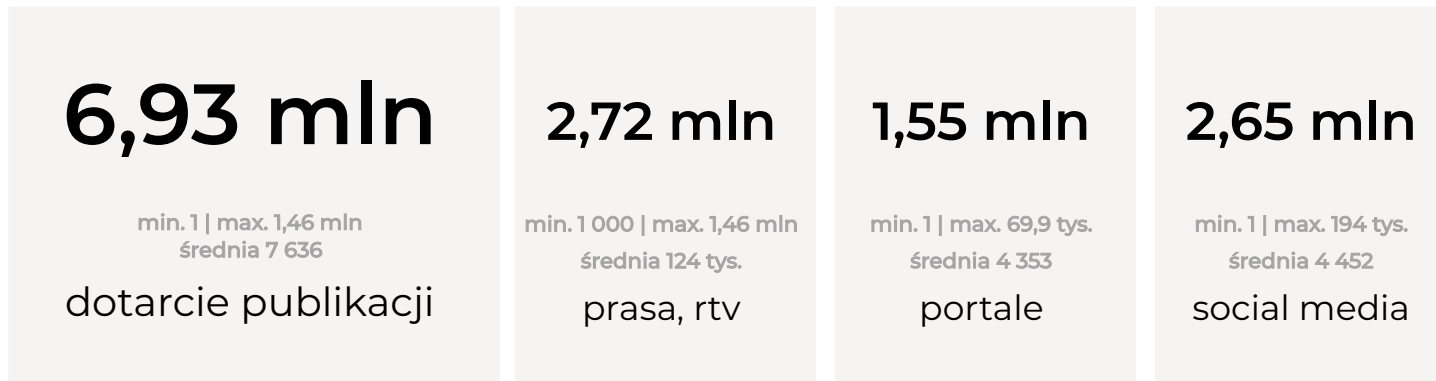 6,93 mln
min. 1 | max. 1,46 mln
średnia 7 636
dotarcie publikacji
2,72 mln
min. 1 000 | max. 1,46 mln
średnia 124 tys.
prasa, rtv
1,55 mln
min. 1 | max. 69,9 tys.
średnia 4 353
portale
2,65 mln
min. 1 | max. 194 tys.
średnia 4 452
social media